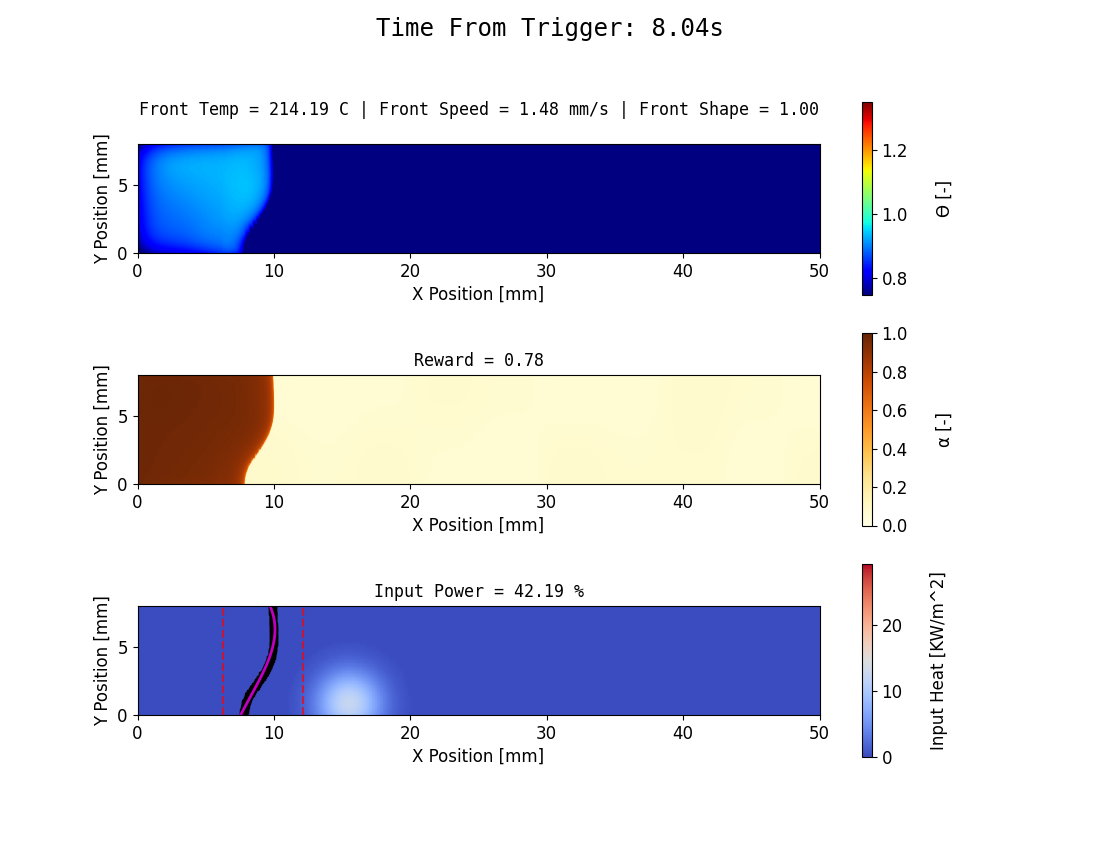 Time From Trigger: 8.04s
Front Temp = 214.19 C | Front Speed = 1.48 mm/s | Front Shape = 1.00
Y Position [mm]
5
0
0 10 20 30 40 50
X Position [mm]
1.2
1.0
0.8
Θ [-]
Reward = 0.78
Y Position [mm]
5
0
0 10 20 30 40 50
X Position [mm]
1.0
0.8
0.6
0.4
0.2
0.0
α [-]
Input Power = 42.19 %
Y Position [mm]
5
0
0 10 20 30 40 50
X Position [mm]
20
10
0
Input Heat [KW/m^2]